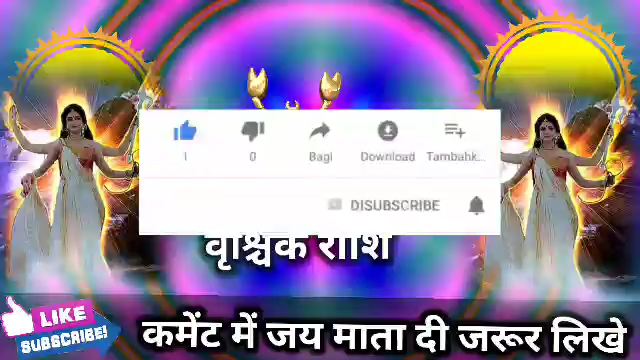 1 0 Bagi Download Tambahk...
DISUBSCRIBE
वृश्चिक राशि
LIKE
SUBSCRIBE!
कमेंट में जय माता दी जरूर लिखे